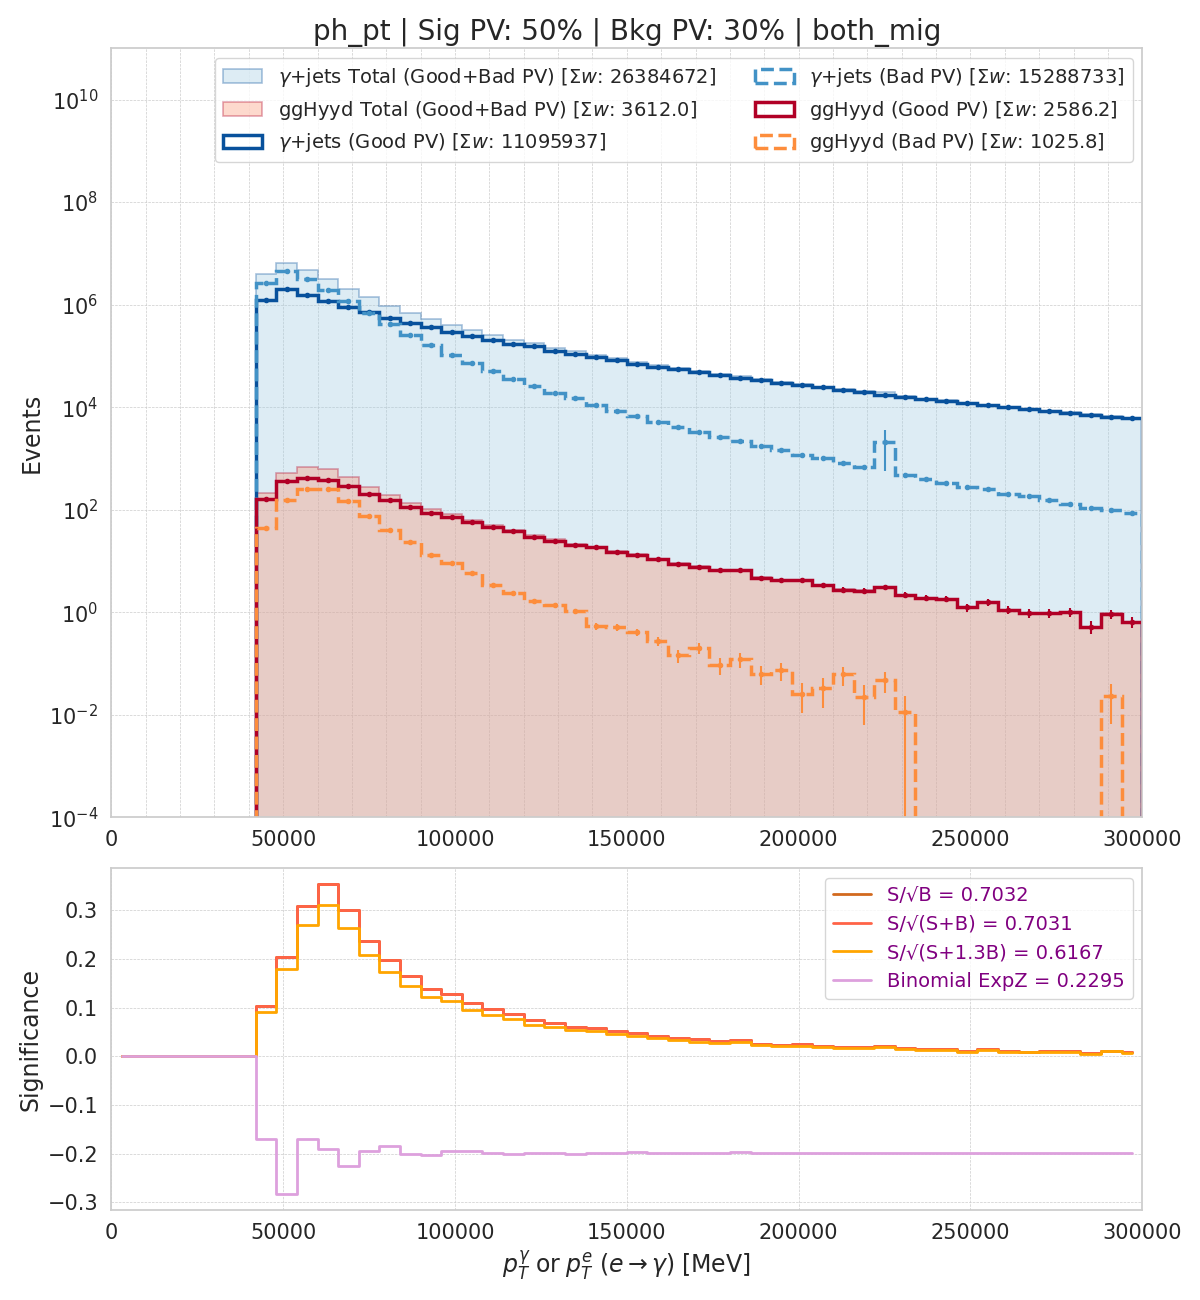 ph_pt | Sig PV: 50% | Bkg PV: 30% | both_mig
γ+jets Total (Good+Bad PV) [Σw: 26384672]
ggHyyd Total (Good+Bad PV) [Σw: 3612.0]
γ+jets (Good PV) [Σw: 11095937]
γ+jets (Bad PV) [Σw: 15288733]
ggHyyd (Good PV) [Σw: 2586.2]
ggHyyd (Bad PV) [Σw: 1025.8]
Events
10^10
10^8
10^6
10^4
10^2
10^0
10^−2
10^−4
0 50000 100000 150000 200000 250000 300000
S/√B = 0.7032
S/√(S+B) = 0.7031
S/√(S+1.3B) = 0.6167
Binomial ExpZ = 0.2295
Significance
0.3
0.2
0.1
0.0
−0.1
−0.2
−0.3
0 50000 100000 150000 200000 250000 300000
p_T^γ or p_T^e (e→γ) [MeV]